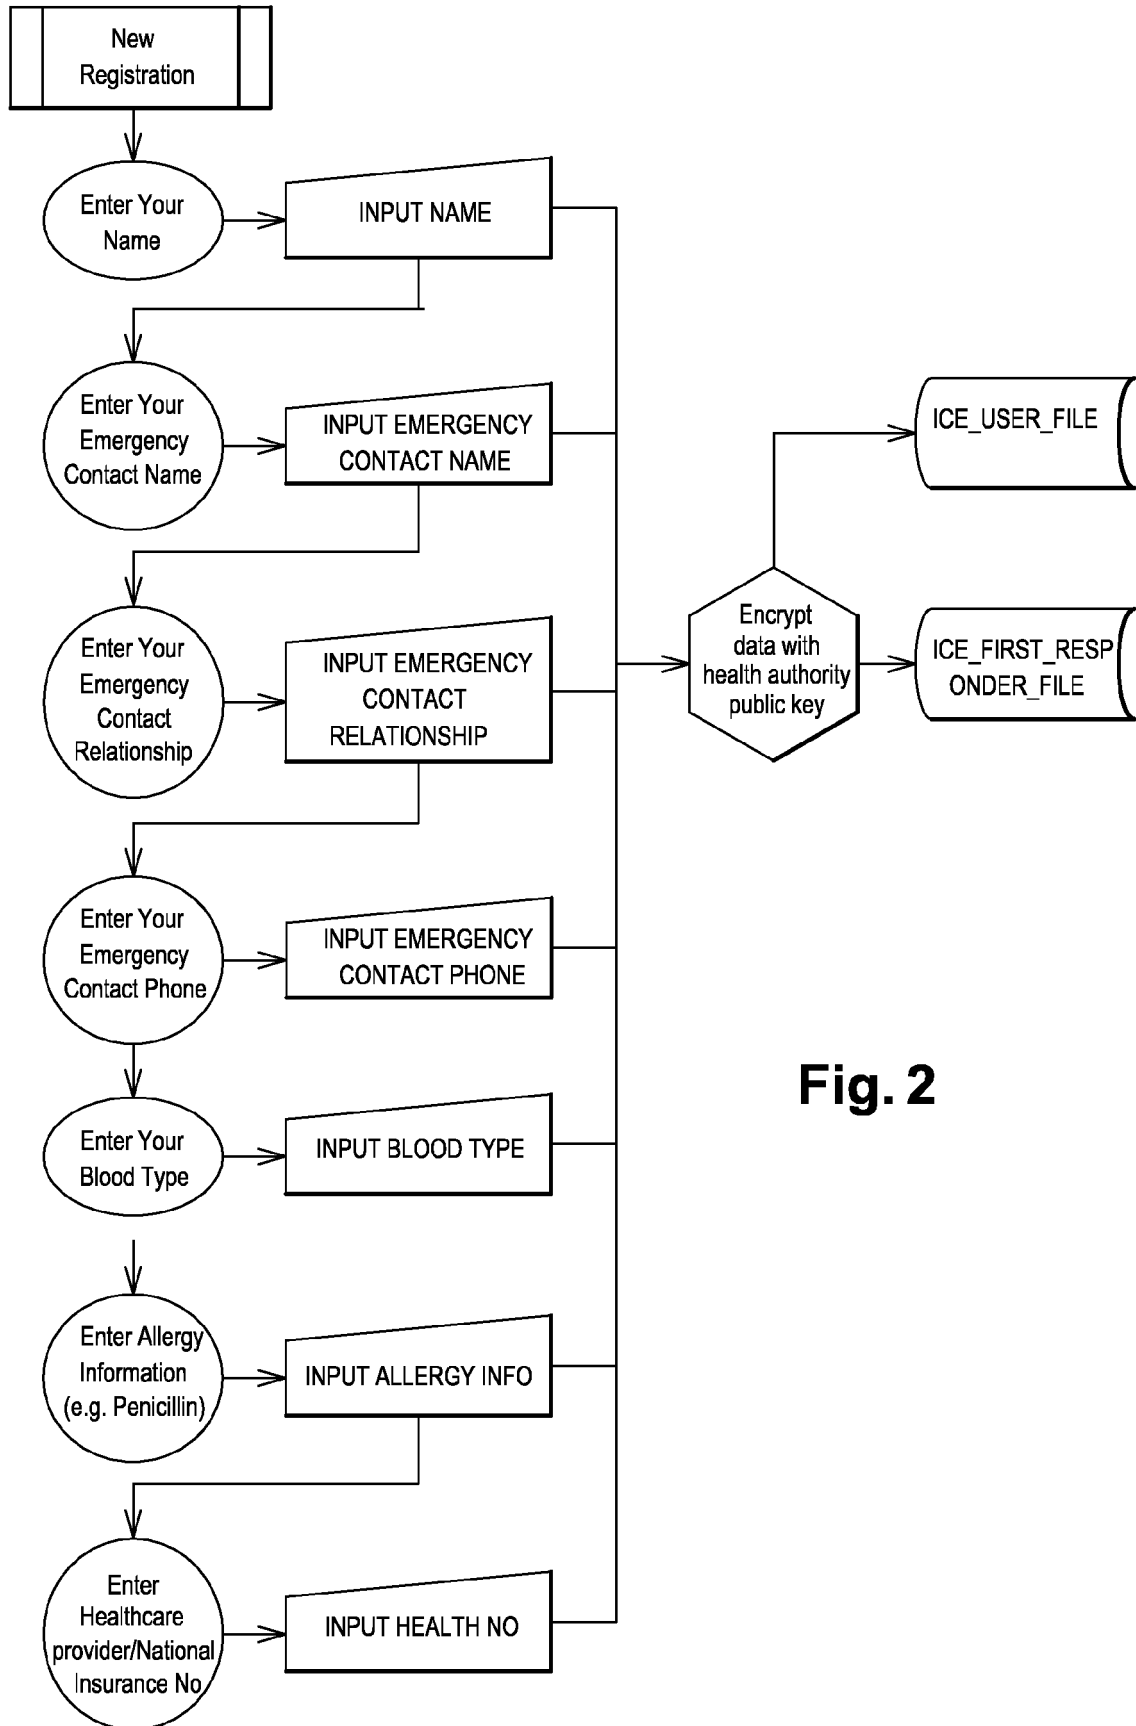 New
Registration
Enter Your
Name
INPUT NAME
Enter Your
Emergency
Contact Name
INPUT EMERGENCY
CONTACT NAME
Enter Your
Emergency
Contact
Relationship
INPUT EMERGENCY
CONTACT
RELATIONSHIP
Enter Your
Emergency
Contact Phone
INPUT EMERGENCY
CONTACT PHONE
Enter Your
Blood Type
INPUT BLOOD TYPE
Enter Allergy
Information
(e.g. Penicillin)
INPUT ALLERGY INFO
Enter
Healthcare
provider/National
Insurance No
INPUT HEALTH NO
Encrypt
data with
health authority
public key
ICE_USER_FILE
ICE_FIRST_RESP
ONDER_FILE
Fig. 2